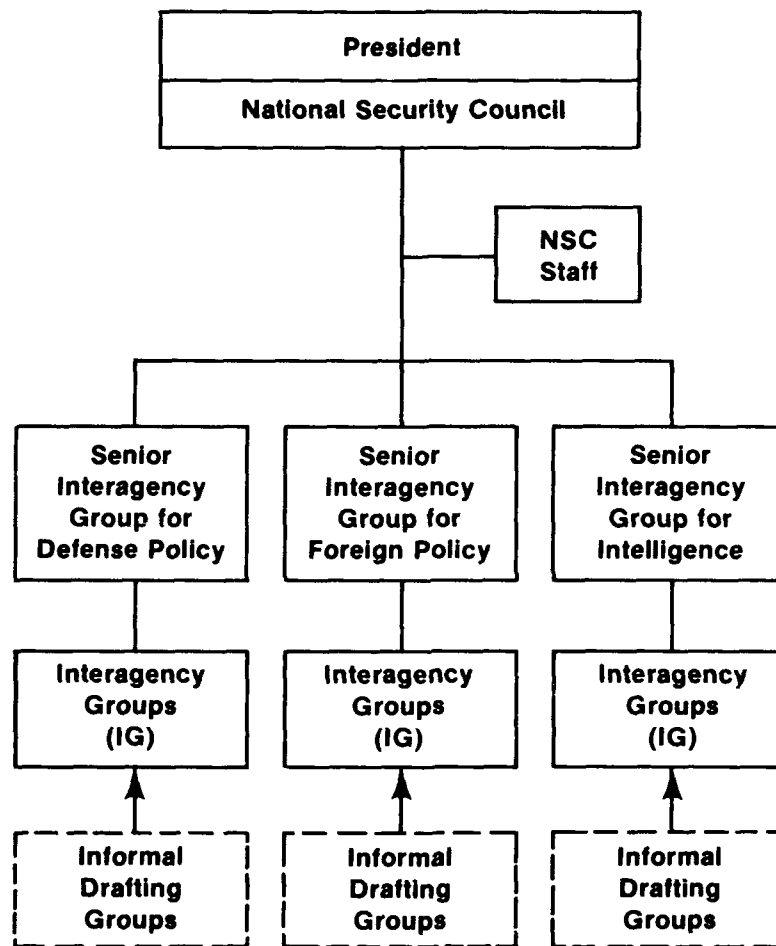 President
National Security Council
NSC
Staff
Senior
Interagency
Group for
Defense Policy
Senior
Interagency
Group for
Foreign Policy
Senior
Interagency
Group for
Intelligence
Interagency
Groups
(IG)
Interagency
Groups
(IG)
Interagency
Groups
(IG)
Informal
Drafting
Groups
Informal
Drafting
Groups
Informal
Drafting
Groups